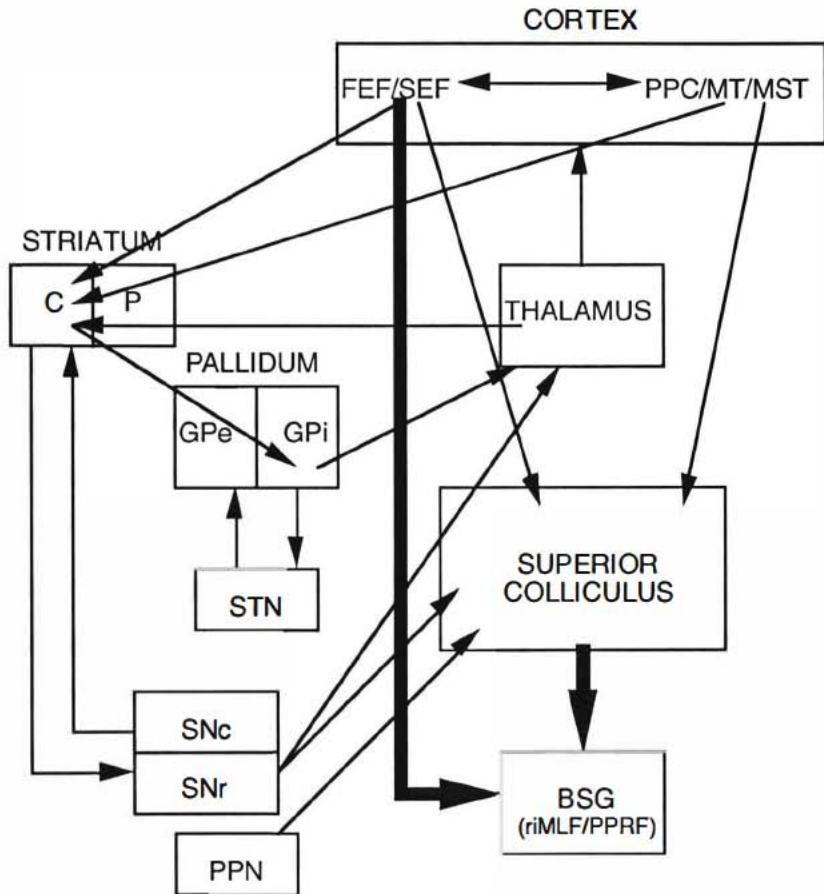 CORTEX
FEF/SEF PPC/MT/MST
STRIATUM
C P
THALAMUS
PALLIDUM
GPe GPi
STN
SUPERIOR
COLLICULUS
SNc
SNr
BSG
(riMLF/PPRF)
PPN